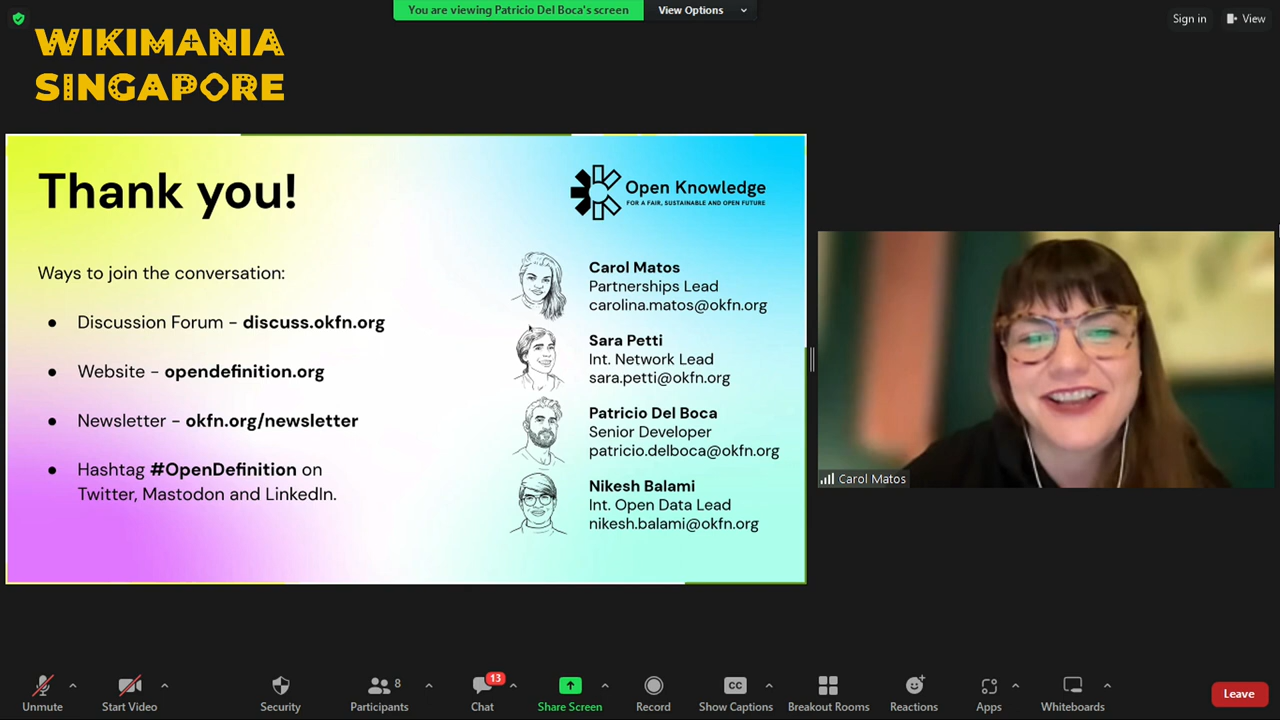 You are viewing Patricio Del Boca's screen
View Options
Sign in
View
WIKIMANIA
SINGAPORE
Thank you!
Open Knowledge
FOR A FAIR, SUSTAINABLE AND OPEN FUTURE
Ways to join the conversation:
● Discussion Forum - discuss.okfn.org
● Website - opendefinition.org
● Newsletter - okfn.org/newsletter
● Hashtag #OpenDefinition on
Twitter, Mastodon and LinkedIn.
Carol Matos
Partnerships Lead
carolina.matos@okfn.org
Sara Petti
Int. Network Lead
sara.petti@okfn.org
Patricio Del Boca
Senior Developer
patricio.delboca@okfn.org
Nikesh Balami
Int. Open Data Lead
nikesh.balami@okfn.org
Carol Matos
Unmute
Start Video
Security
Participants
8
Chat
13
Share Screen
Record
CC
Show Captions
Breakout Rooms
Reactions
Apps
Whiteboards
Leave